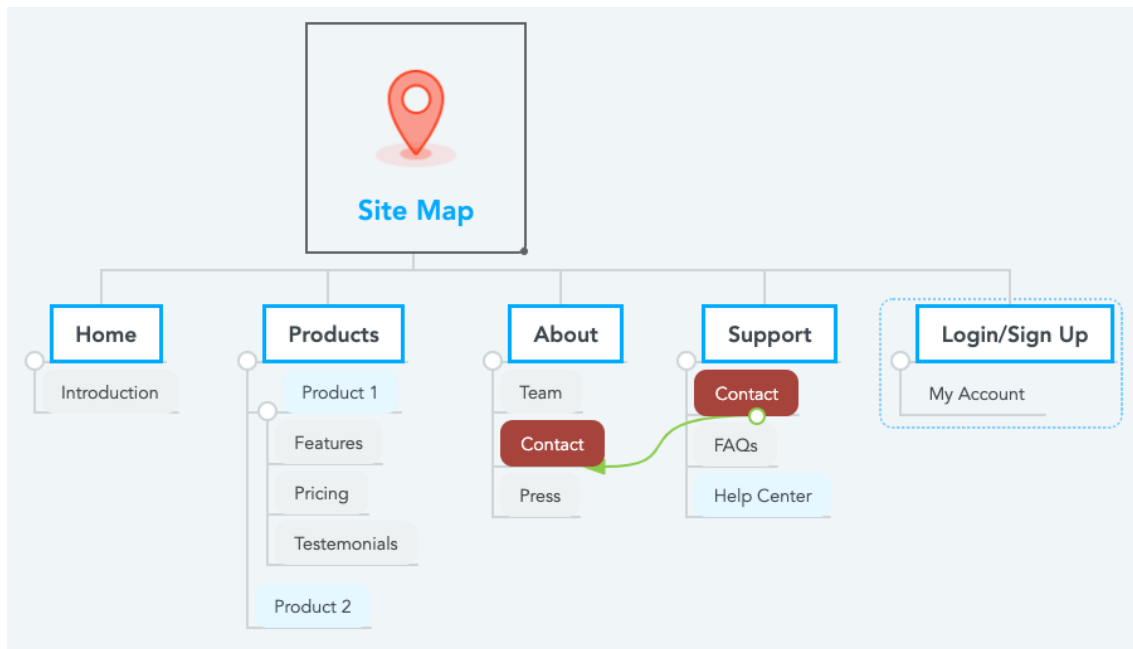 Site Map
Home
Introduction
Products
Product 1
Features
Pricing
Testemonials
Product 2
About
Team
Contact
Press
Support
Contact
FAQs
Help Center
Login/Sign Up
My Account